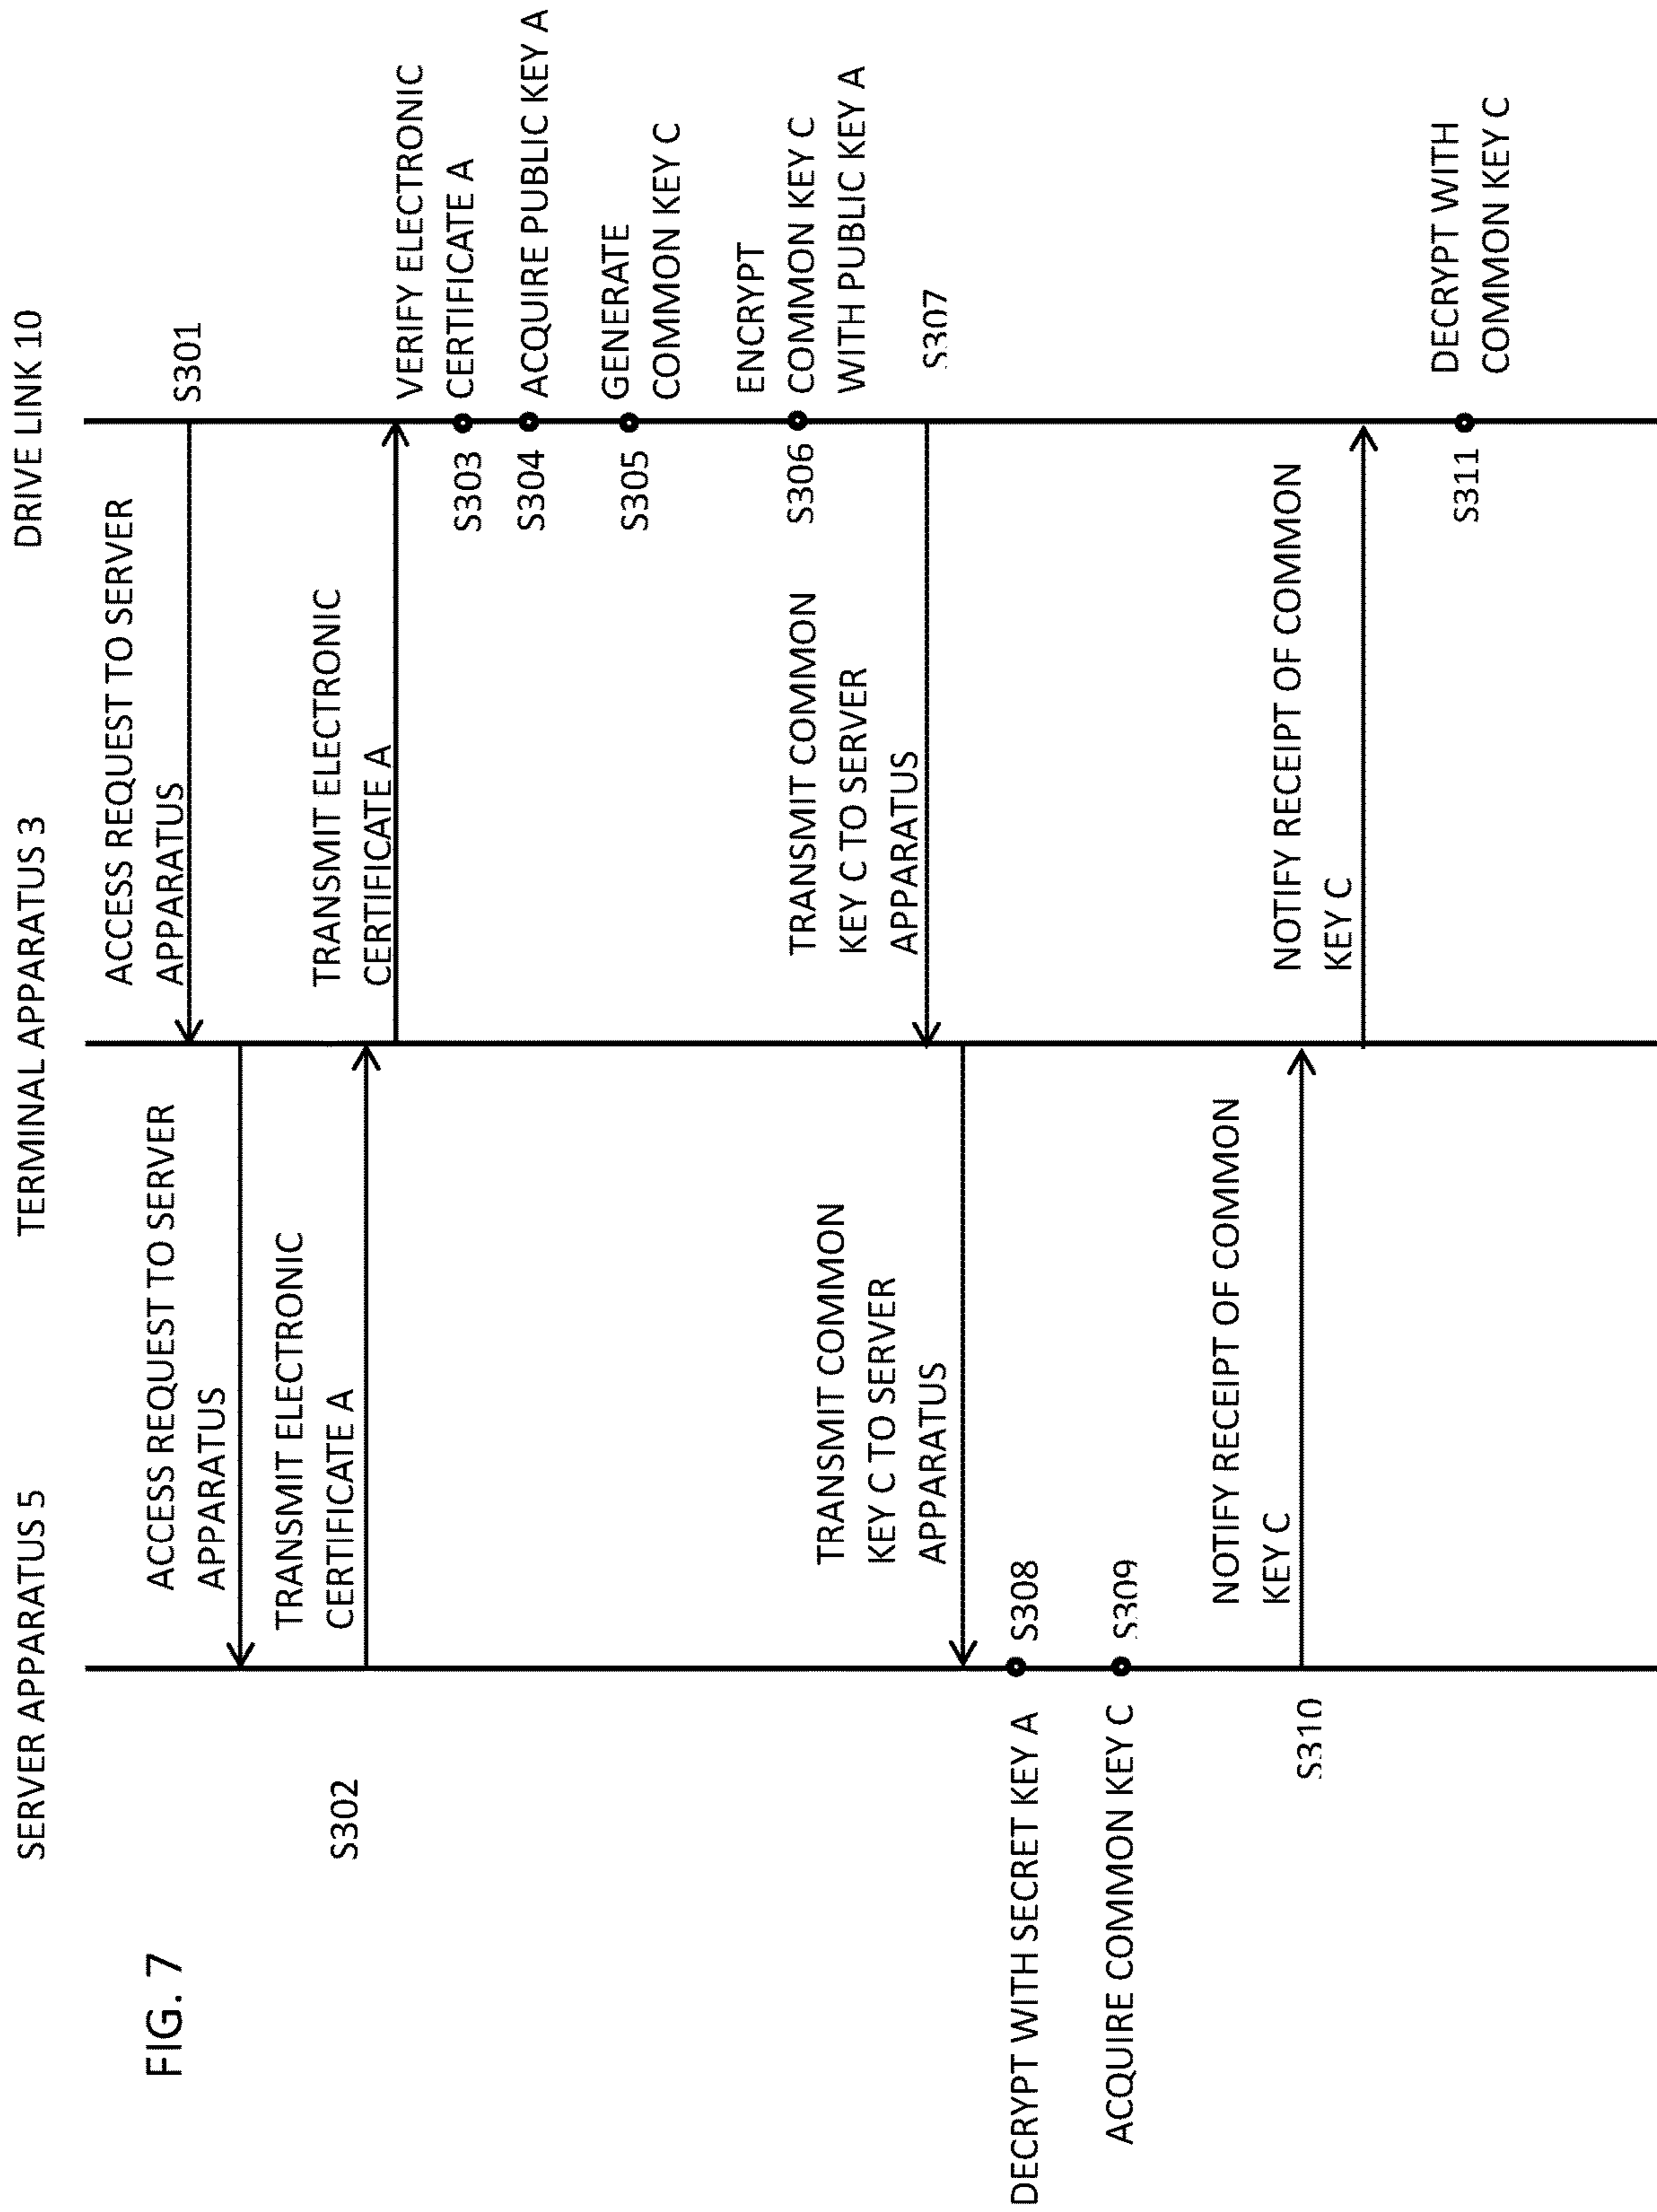 FIG. 7
SERVER APPARATUS 5
TERMINAL APPARATUS 3
DRIVE LINK 10
ACCESS REQUEST TO SERVER
APPARATUS
S301
ACCESS REQUEST TO SERVER
APPARATUS
S302
TRANSMIT ELECTRONIC
CERTIFICATE A
TRANSMIT ELECTRONIC
CERTIFICATE A
VERIFY ELECTRONIC
CERTIFICATE A
S303
S304
ACQUIRE PUBLIC KEY A
S305
GENERATE
COMMON KEY C
S306
ENCRYPT
COMMON KEY C
WITH PUBLIC KEY A
TRANSMIT COMMON
KEY C TO SERVER
APPARATUS
S307
TRANSMIT COMMON
KEY C TO SERVER
APPARATUS
DECRYPT WITH SECRET KEY A
S308
ACQUIRE COMMON KEY C
S309
S310
NOTIFY RECEIPT OF COMMON
KEY C
NOTIFY RECEIPT OF COMMON
KEY C
S311
DECRYPT WITH
COMMON KEY C